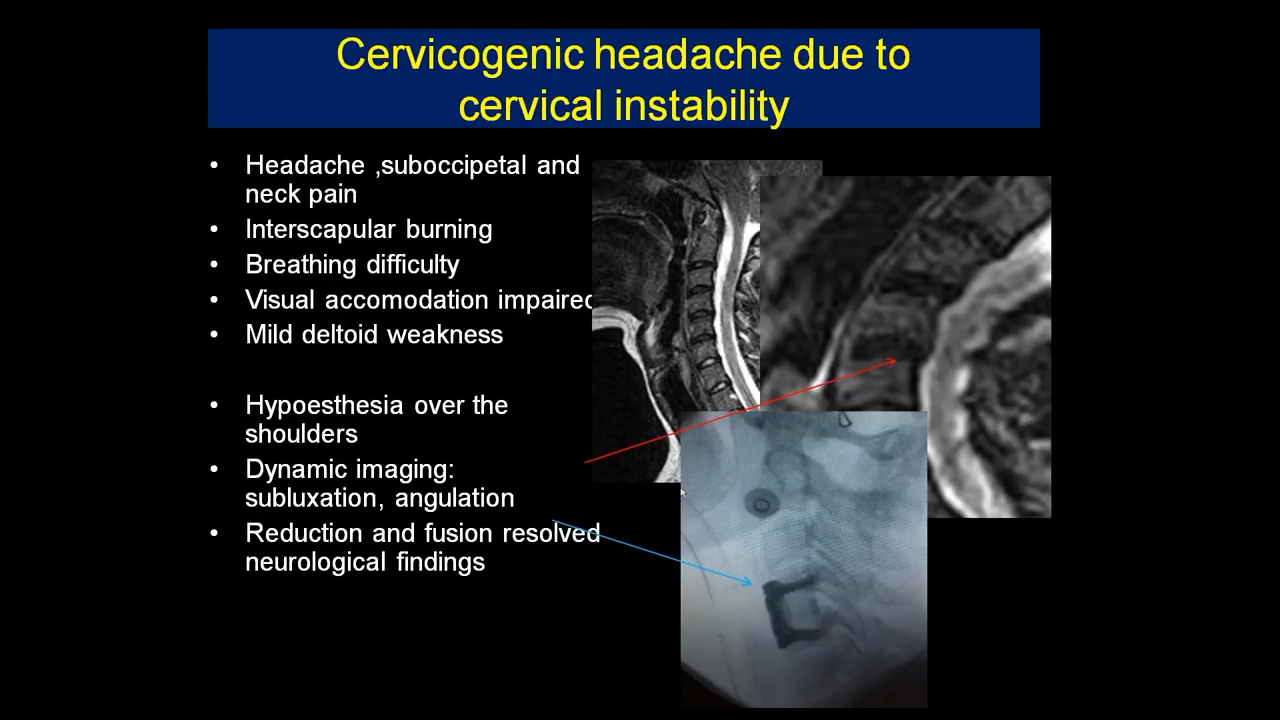 Cervicogenic headache due to
cervical instability
• Headache ,suboccipetal and
neck pain
• Interscapular burning
• Breathing difficulty
• Visual accomodation impaired
• Mild deltoid weakness
• Hypoesthesia over the
shoulders
• Dynamic imaging:
subluxation, angulation
• Reduction and fusion resolved
neurological findings